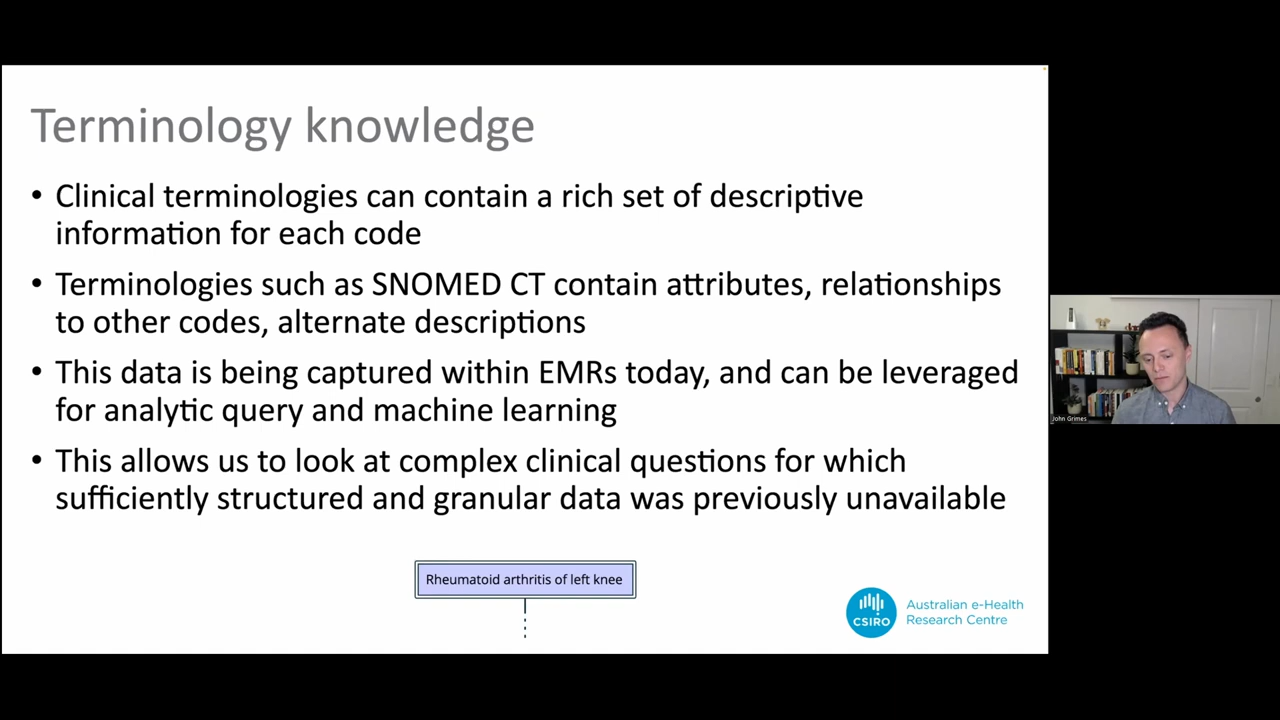 Terminology knowledge
• Clinical terminologies can contain a rich set of descriptive
information for each code
• Terminologies such as SNOMED CT contain attributes, relationships
to other codes, alternate descriptions
• This data is being captured within EMRs today, and can be leveraged
for analytic query and machine learning
• This allows us to look at complex clinical questions for which
sufficiently structured and granular data was previously unavailable
Rheumatoid arthritis of left knee
CSIRO
Australian e-Health
Research Centre
John Grimes